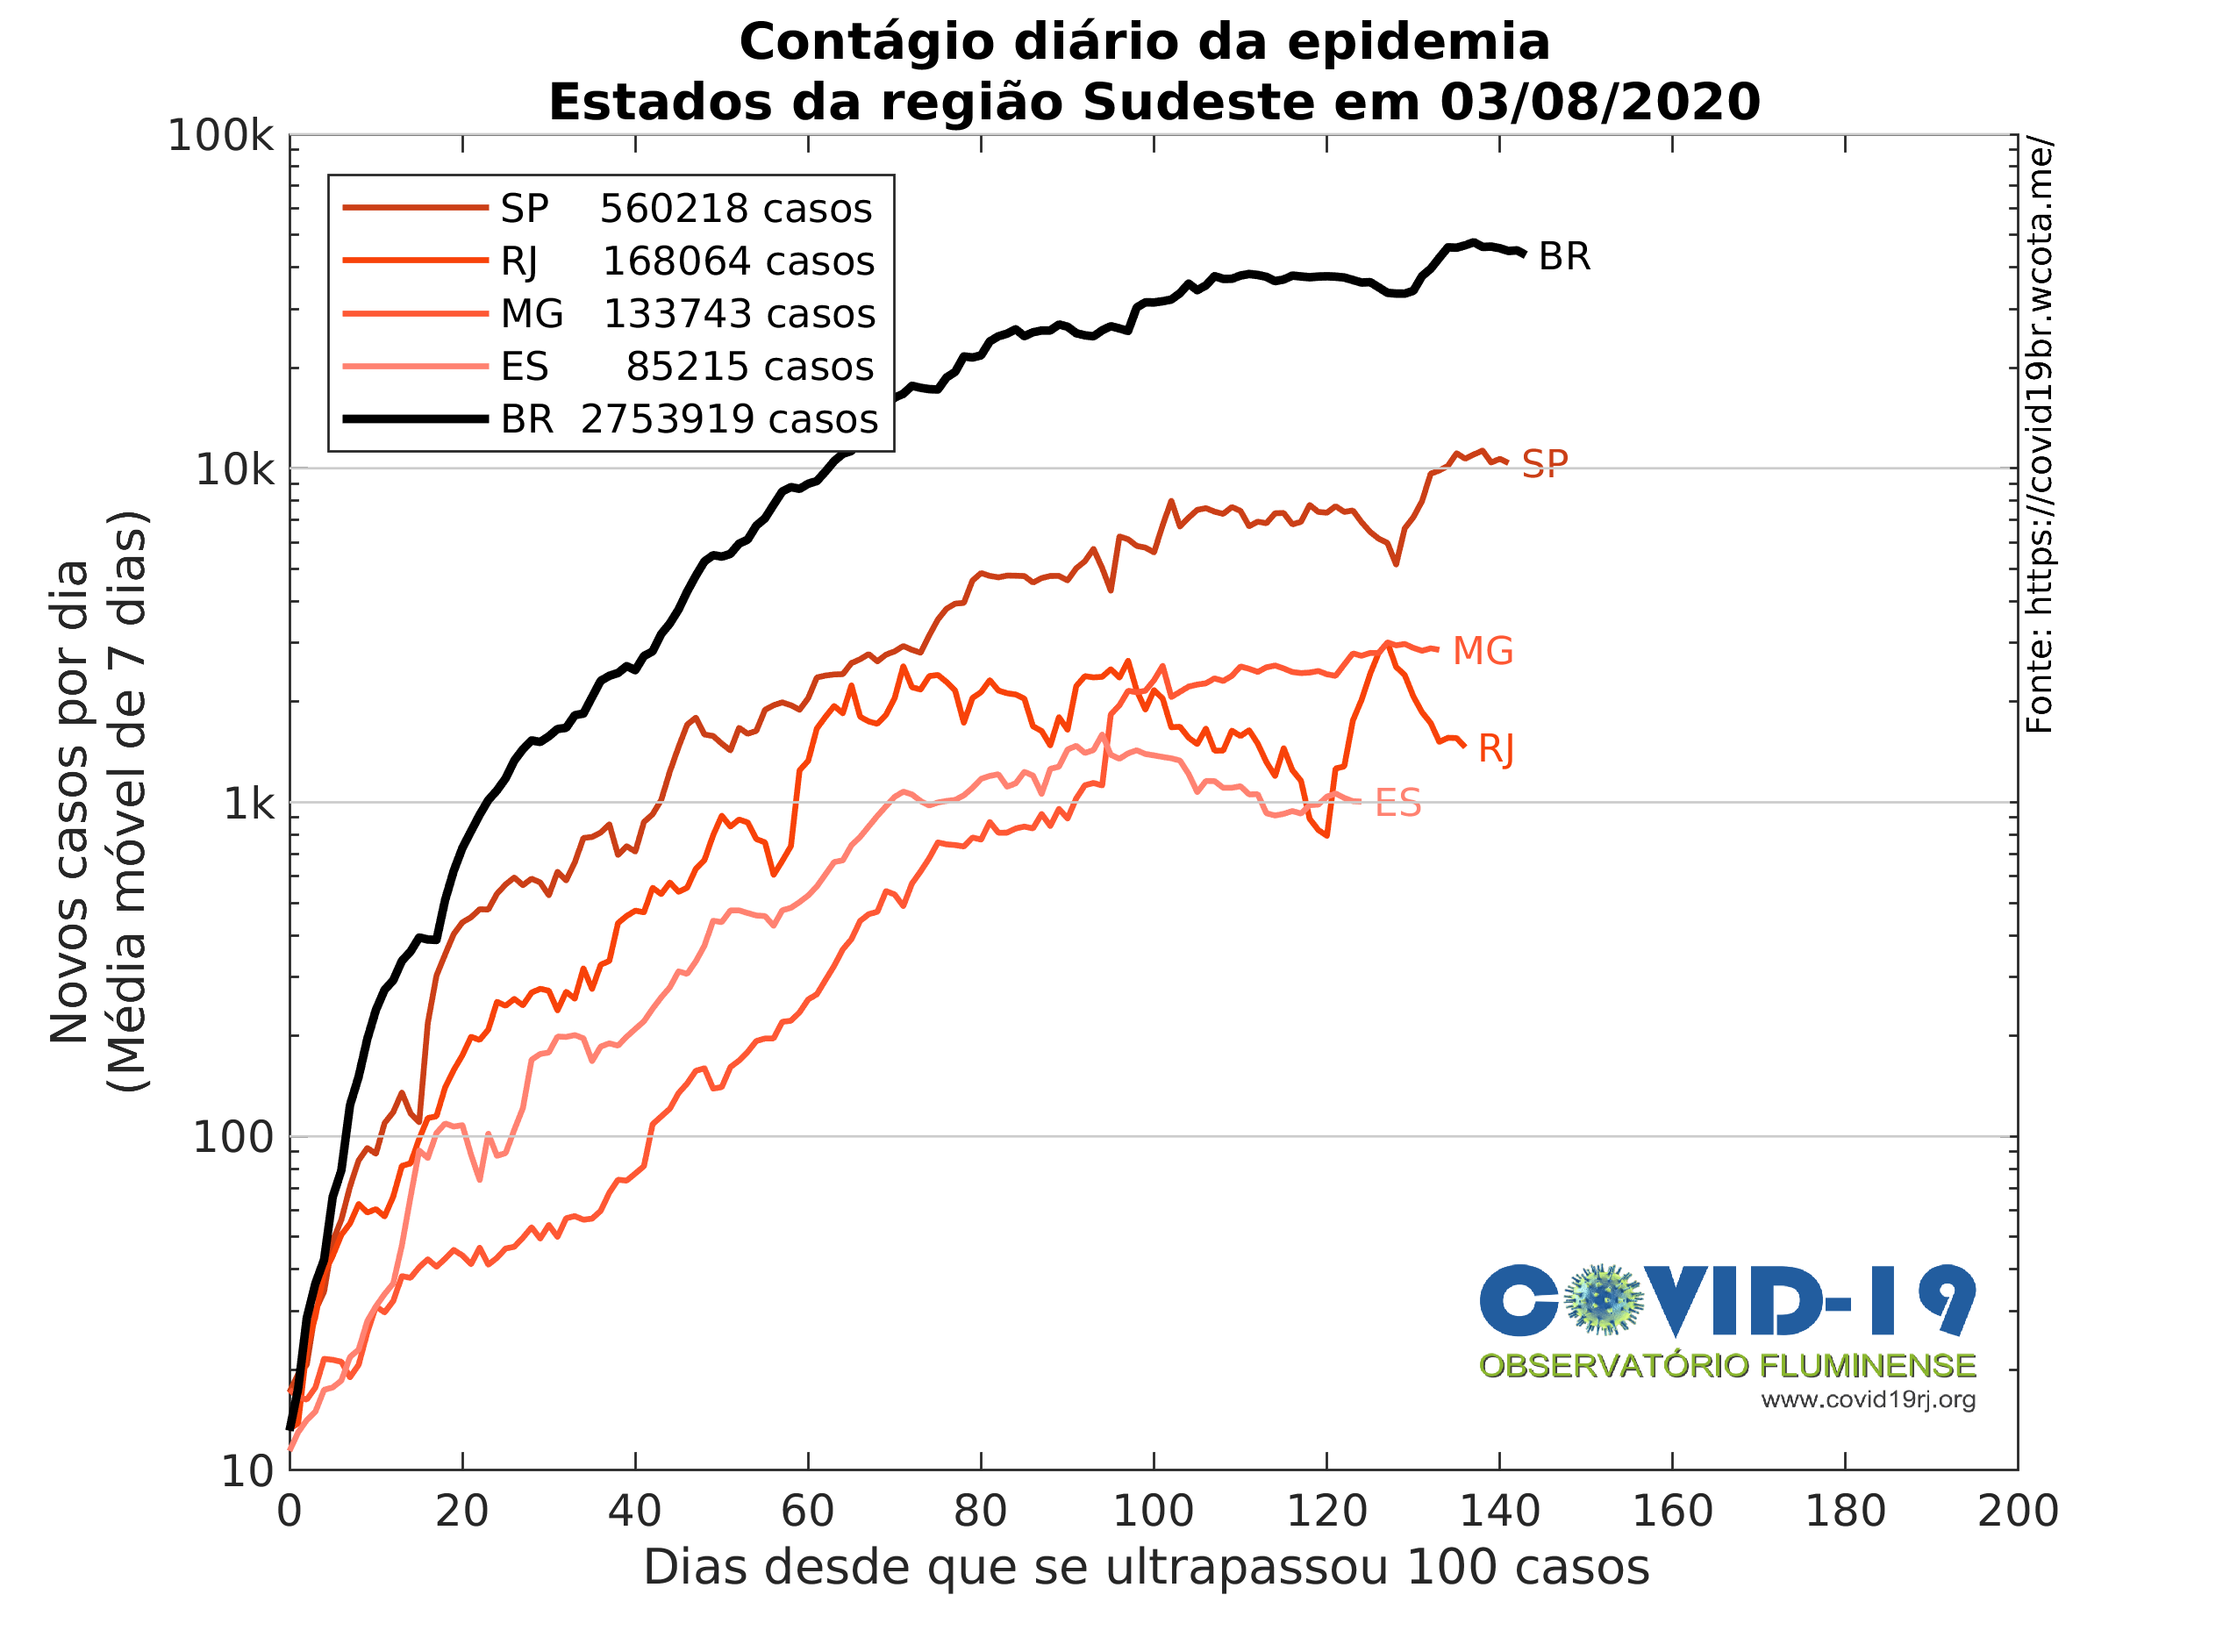 Contágio diário da epidemia
Estados da região Sudeste em 03/08/2020
100k
10k
1k
100
10
Novos casos por dia
(Média móvel de 7 dias)
SP 560218 casos
RJ 168064 casos
MG 133743 casos
ES 85215 casos
BR 2753919 casos
BR
SP
MG
RJ
ES
Fonte: https://covid19br.wcota.me/
COVID-19
OBSERVATÓRIO FLUMINENSE
www.covid19rj.org
0 20 40 60 80 100 120 140 160 180 200
Dias desde que se ultrapassou 100 casos